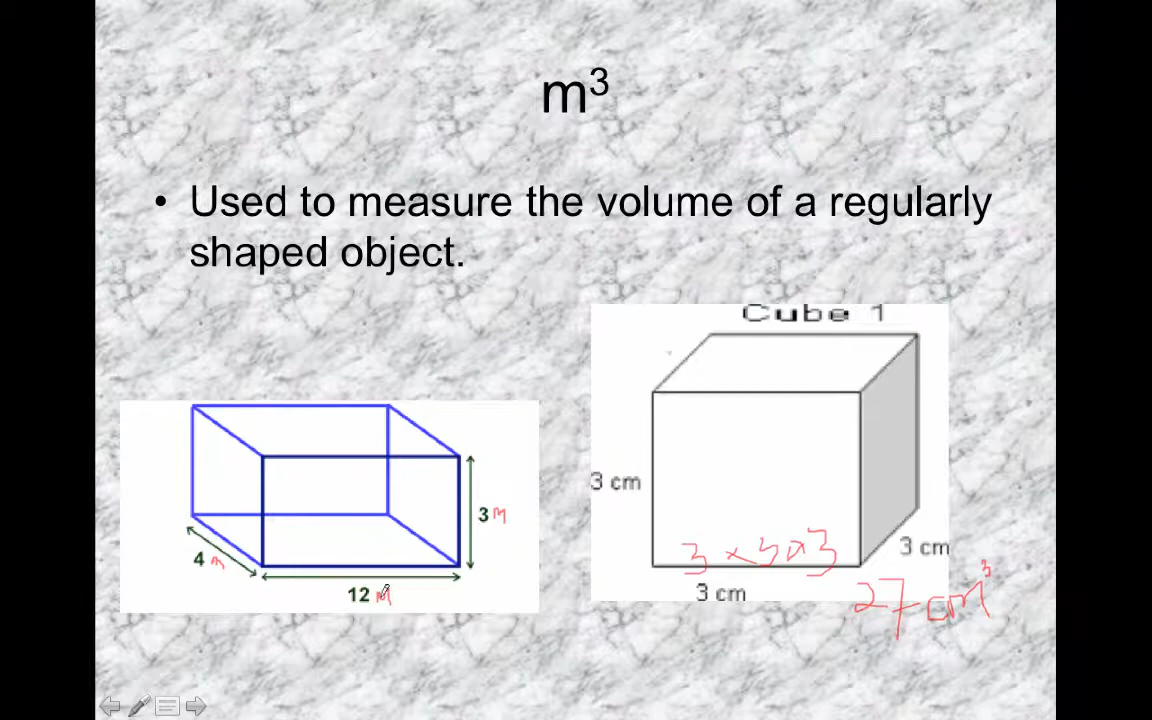 m³
• Used to measure the volume of a regularly
shaped object.
Cube 1
3 cm
3 m
4 m
12 m
3 × 3 × 3
3 cm
3 cm
27 cm³